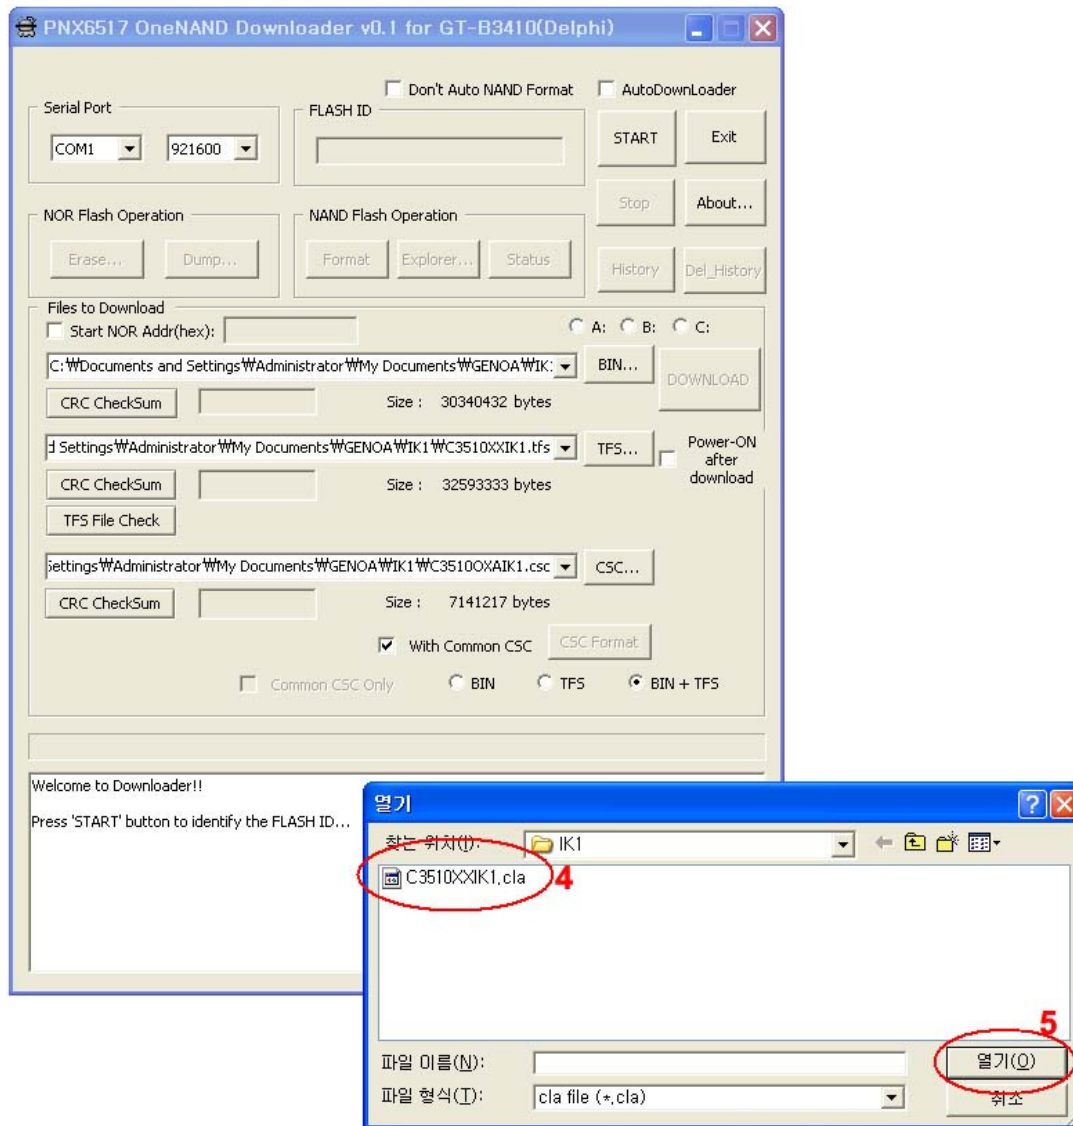 PNX6517 OneNAND Downloader v0.1 for GT-B3410(Delphi)
Don't Auto NAND Format
AutoDownLoader
Serial Port
FLASH ID
COM1
921600
START
Exit
Stop
About...
NOR Flash Operation
NAND Flash Operation
Erase...
Dump...
Format
Explorer...
Status
History
Del_History
Files to Download
Start NOR Addr(hex):
A:
B:
C:
C:₩Documents and Settings₩Administrator₩My Documents₩GENOA₩IK:
BIN...
DOWNLOAD
CRC CheckSum
Size : 30340432 bytes
d Settings₩Administrator₩My Documents₩GENOA₩IK1₩C3510XXIK1.tfs
TFS...
Power-ON
after
download
CRC CheckSum
Size : 32593333 bytes
TFS File Check
Settings₩Administrator₩My Documents₩GENOA₩IK1₩C3510OXAIK1.csc
CSC...
CRC CheckSum
Size : 7141217 bytes
With Common CSC
CSC Format
Common CSC Only
BIN
TFS
BIN + TFS
Welcome to Downloader!!
Press 'START' button to identify the FLASH ID...
열기
찾는 위치(I):
IK1
C3510XXIK1.cla
4
5
파일 이름(N):
열기(O)
파일 형식(T):
cla file (*.cla)
취소